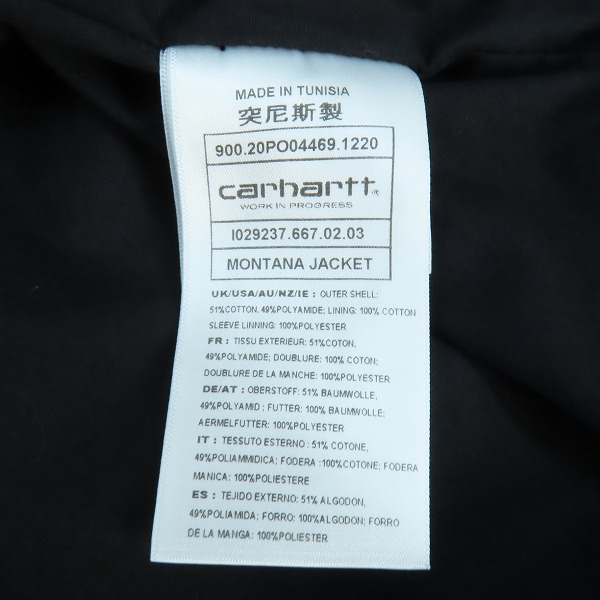 MADE IN TUNISIA
突尼斯製
900.20PO04469.1220
carhartt®
WORK IN PROGRESS
I029237.667.02.03
MONTANA JACKET
UK/USA/AU/NZ/IE : OUTER SHELL:
51%COTTON, 49%POLYAMIDE; LINING: 100% COTTON
SLEEVE LINNING: 100%POLYESTER
FR : TISSU EXTERIEUR: 51%COTON,
49%POLYAMIDE; DOUBLURE: 100% COTON;
DOUBLURE DE LA MANCHE: 100%POLYESTER
DE/AT : OBERSTOFF: 51% BAUMWOLLE,
49%POLYAMID; FUTTER: 100% BAUMWOLLE;
AERMELFUTTER: 100%POLYESTER
IT : TESSUTO ESTERNO : 51% COTONE,
49%POLIAMMIDICA; FODERA :100%COTONE; FODERA
MANICA : 100%POLIESTERE
ES : TEJIDO EXTERNO: 51% ALGODON,
49%POLIAMIDA; FORRO: 100%ALGODON; FORRO
DE LA MANGA: 100%POLIESTER